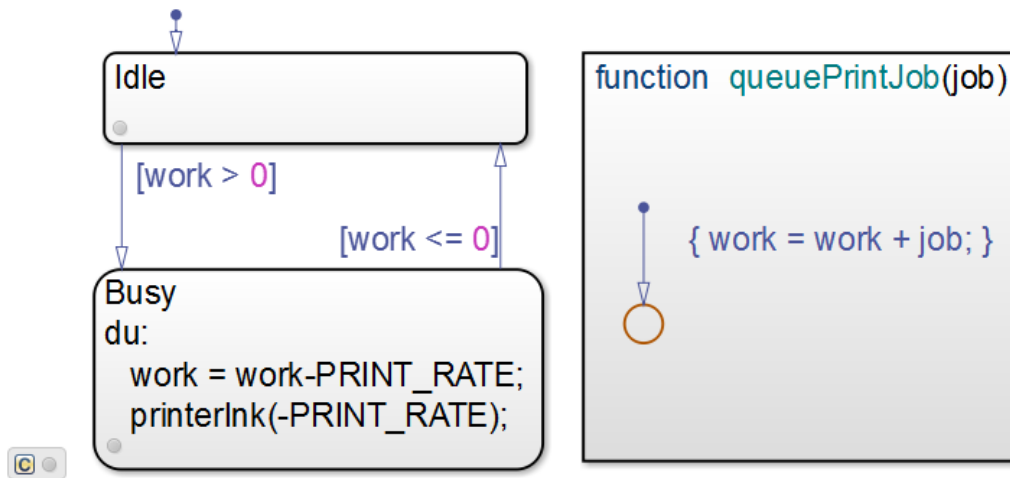 Idle
[work > 0]
[work <= 0]
Busy
du:
work = work-PRINT_RATE;
printerInk(-PRINT_RATE);
C
function queuePrintJob(job)
{ work = work + job; }